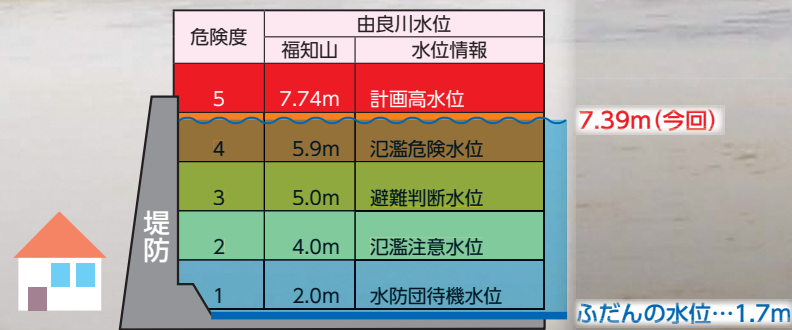 危険度
由良川水位
福知山 水位情報
5 7.74m 計画高水位
7.39m(今回)
4 5.9m 氾濫危険水位
3 5.0m 避難判断水位
堤防
2 4.0m 氾濫注意水位
1 2.0m 水防団待機水位
ふだんの水位…1.7m